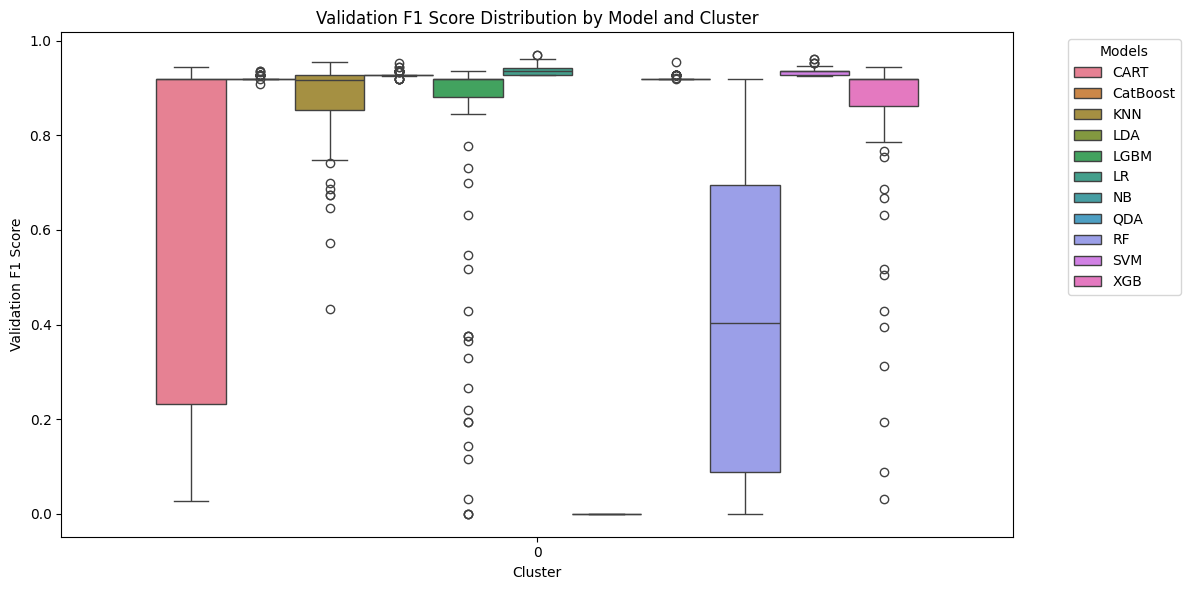 Validation F1 Score Distribution by Model and Cluster
Validation F1 Score
1.0
0.8
0.6
0.4
0.2
0.0
0
Cluster
Models
CART
CatBoost
KNN
LDA
LGBM
LR
NB
QDA
RF
SVM
XGB